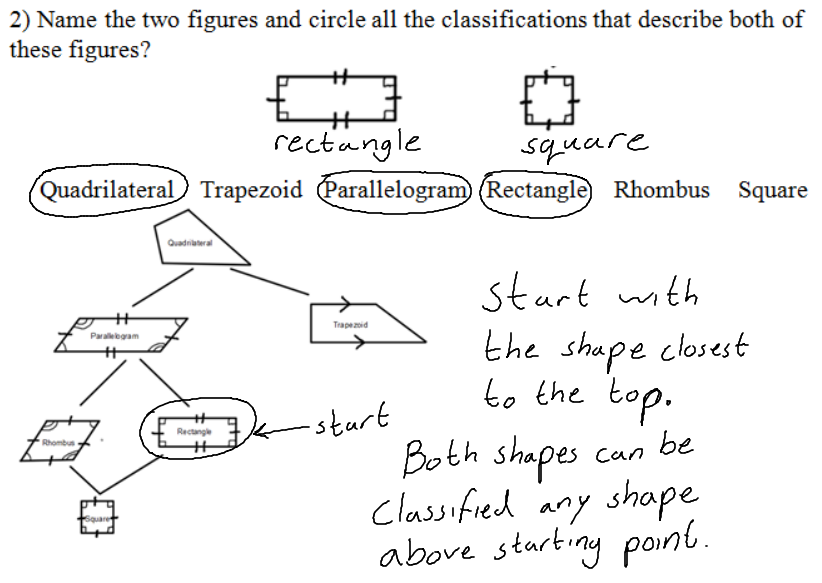 2) Name the two figures and circle all the classifications that describe both of
these figures?
rectangle square
Quadrilateral Trapezoid Parallelogram Rectangle Rhombus Square
Quadrilateral
Parallelogram
Trapezoid
Rhombus
Rectangle
Square
start
start with
the shape closest
to the top.
Both shapes can be
classified any shape
above starting point.